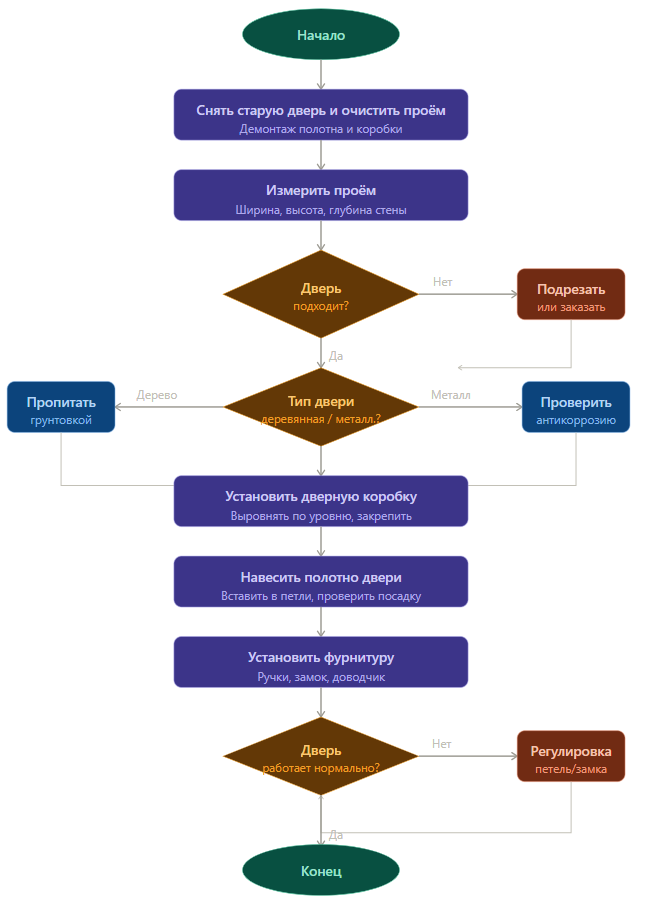 Начало
Снять старую дверь и очистить проём
Демонтаж полотна и коробки
Измерить проём
Ширина, высота, глубина стены
Дверь
подходит?
Нет
Подрезать
или заказать
Да
Тип двери
деревянная / металл.?
Дерево
Пропитать
грунтовкой
Металл
Проверить
антикоррозию
Установить дверную коробку
Выровнять по уровню, закрепить
Навесить полотно двери
Вставить в петли, проверить посадку
Установить фурнитуру
Ручки, замок, доводчик
Дверь
работает нормально?
Нет
Регулировка
петель/замка
Да
Конец